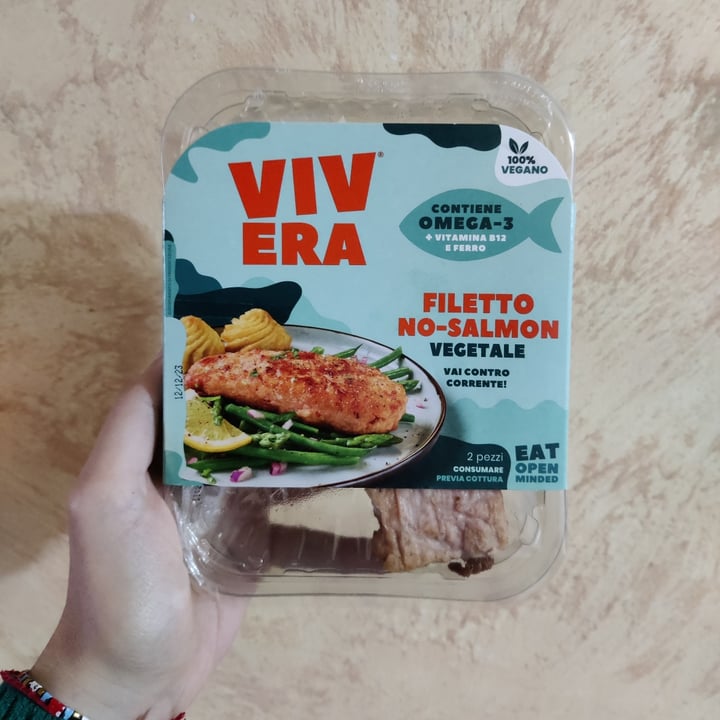 100%
VEGANO
VIV
ERA
®
CONTIENE
OMEGA-3
+ VITAMINA B12
E FERRO
FILETTO
NO-SALMON
VEGETALE
VAI CONTRO
CORRENTE!
12/12/23
2 pezzi
CONSUMARE
PREVIA COTTURA
EAT
OPEN
MINDED